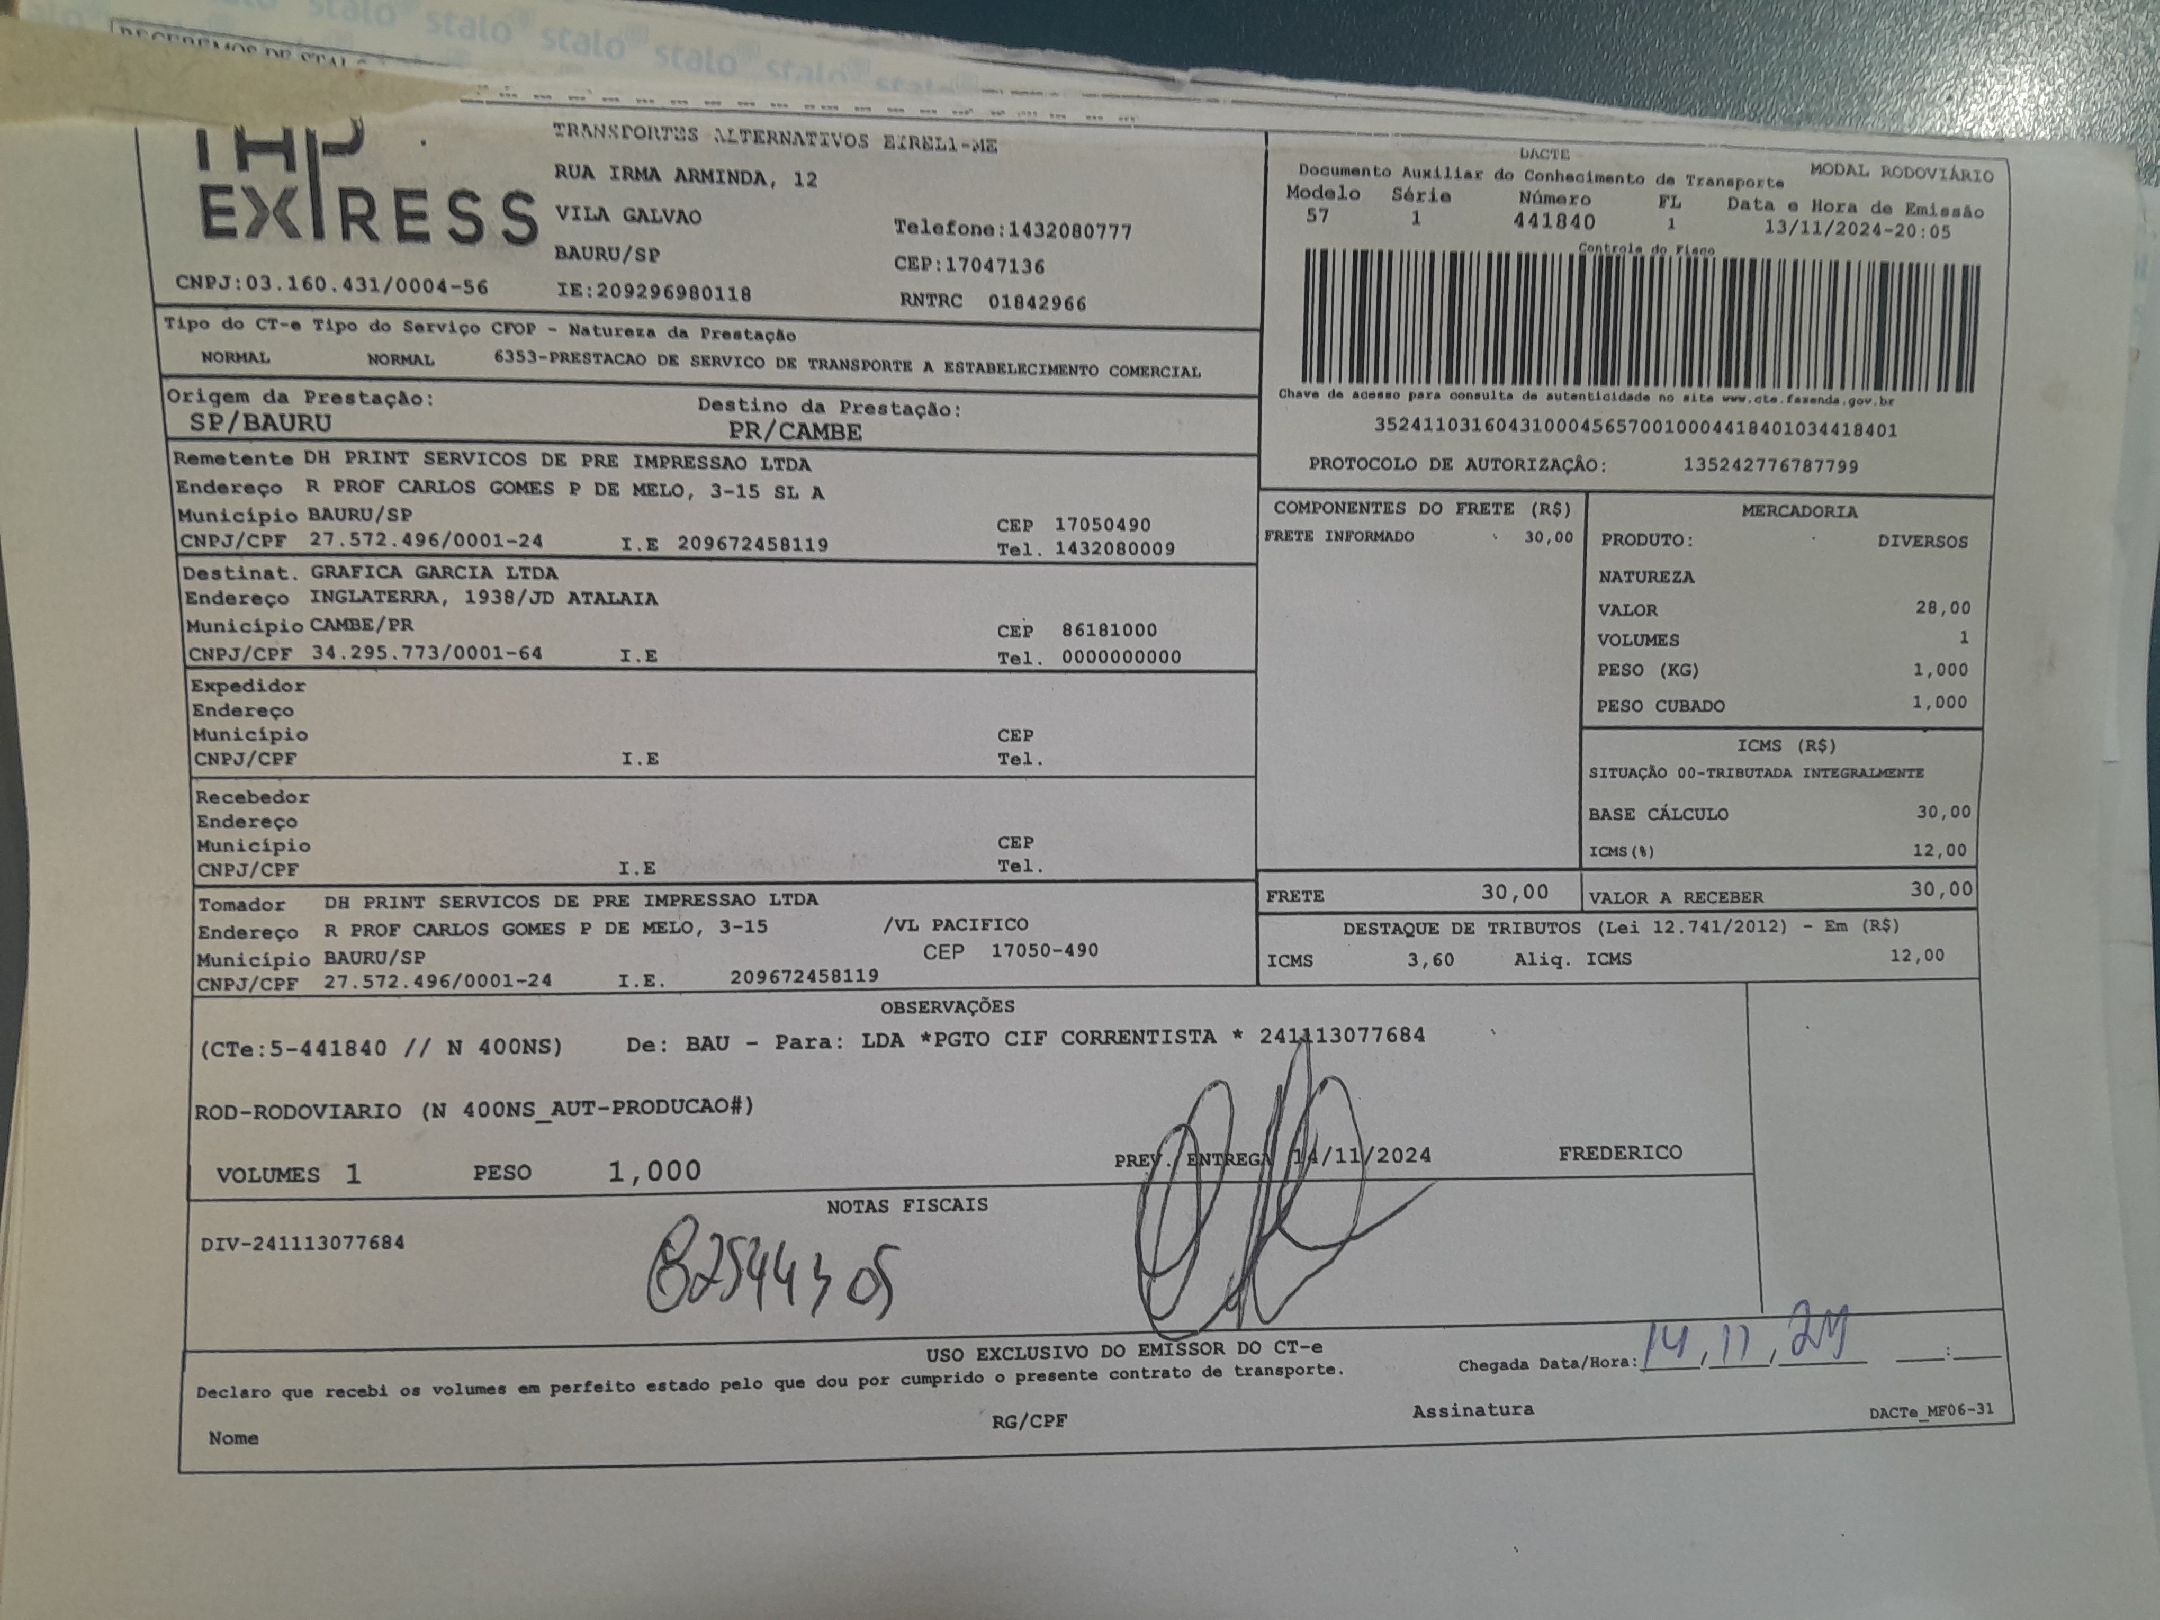 stalo stalo stalo stalo stalo
RECEBEMOS DE STALO
THP
EXPRESS
TRANSPORTES ALTERNATIVOS EIRELI-ME
RUA IRMA ARMINDA, 12
VILA GALVAO
Telefone:1432080777
BAURU/SP
CEP:17047136
CNPJ:03.160.431/0004-56
IE:209296980118
RNTRC 01842966
DACTE
Documento Auxiliar do Conhecimento de Transporte
MODAL RODOVIÁRIO
Modelo Série Número FL Data e Hora de Emissão
57 1 441840 1 13/11/2024-20:05
Controle do Fisco
Chave de acesso para consulta de autenticidade no site www.cte.fazenda.gov.br
35241103160431000456570010004418401034418401
PROTOCOLO DE AUTORIZAÇÃO: 135242776787799
Tipo do CT-e Tipo do Serviço CFOP - Natureza da Prestação
NORMAL NORMAL 6353-PRESTACAO DE SERVICO DE TRANSPORTE A ESTABELECIMENTO COMERCIAL
Origem da Prestação: Destino da Prestação:
SP/BAURU PR/CAMBE
Remetente DH PRINT SERVICOS DE PRE IMPRESSAO LTDA
Endereço R PROF CARLOS GOMES P DE MELO, 3-15 SL A
Município BAURU/SP CEP 17050490
CNPJ/CPF 27.572.496/0001-24 I.E 209672458119 Tel. 1432080009
Destinat. GRAFICA GARCIA LTDA
Endereço INGLATERRA, 1938/JD ATALAIA
Município CAMBE/PR CEP 86181000
CNPJ/CPF 34.295.773/0001-64 I.E Tel. 0000000000
Expedidor
Endereço
Município CEP
CNPJ/CPF I.E Tel.
Recebedor
Endereço
Município CEP
CNPJ/CPF I.E Tel.
Tomador DH PRINT SERVICOS DE PRE IMPRESSAO LTDA
Endereço R PROF CARLOS GOMES P DE MELO, 3-15 /VL PACIFICO
Município BAURU/SP CEP 17050-490
CNPJ/CPF 27.572.496/0001-24 I.E. 209672458119
COMPONENTES DO FRETE (R$)
FRETE INFORMADO 30,00
MERCADORIA
PRODUTO: DIVERSOS
NATUREZA
VALOR 28,00
VOLUMES 1
PESO (KG) 1,000
PESO CUBADO 1,000
ICMS (R$)
SITUAÇÃO 00-TRIBUTADA INTEGRALMENTE
BASE CÁLCULO 30,00
ICMS(%) 12,00
FRETE 30,00 VALOR A RECEBER 30,00
DESTAQUE DE TRIBUTOS (Lei 12.741/2012) - Em (R$)
ICMS 3,60 Aliq. ICMS 12,00
OBSERVAÇÕES
(CTe:5-441840 // N 400NS) De: BAU - Para: LDA *PGTO CIF CORRENTISTA * 241113077684
ROD-RODOVIARIO (N 400NS_AUT-PRODUCAO#)
VOLUMES 1 PESO 1,000 PREV. ENTREGA 14/11/2024 FREDERICO
NOTAS FISCAIS
DIV-241113077684
USO EXCLUSIVO DO EMISSOR DO CT-e
Declaro que recebi os volumes em perfeito estado pelo que dou por cumprido o presente contrato de transporte.
Chegada Data/Hora: 14/11/24 __:__
Nome RG/CPF Assinatura DACTe_MF06-31